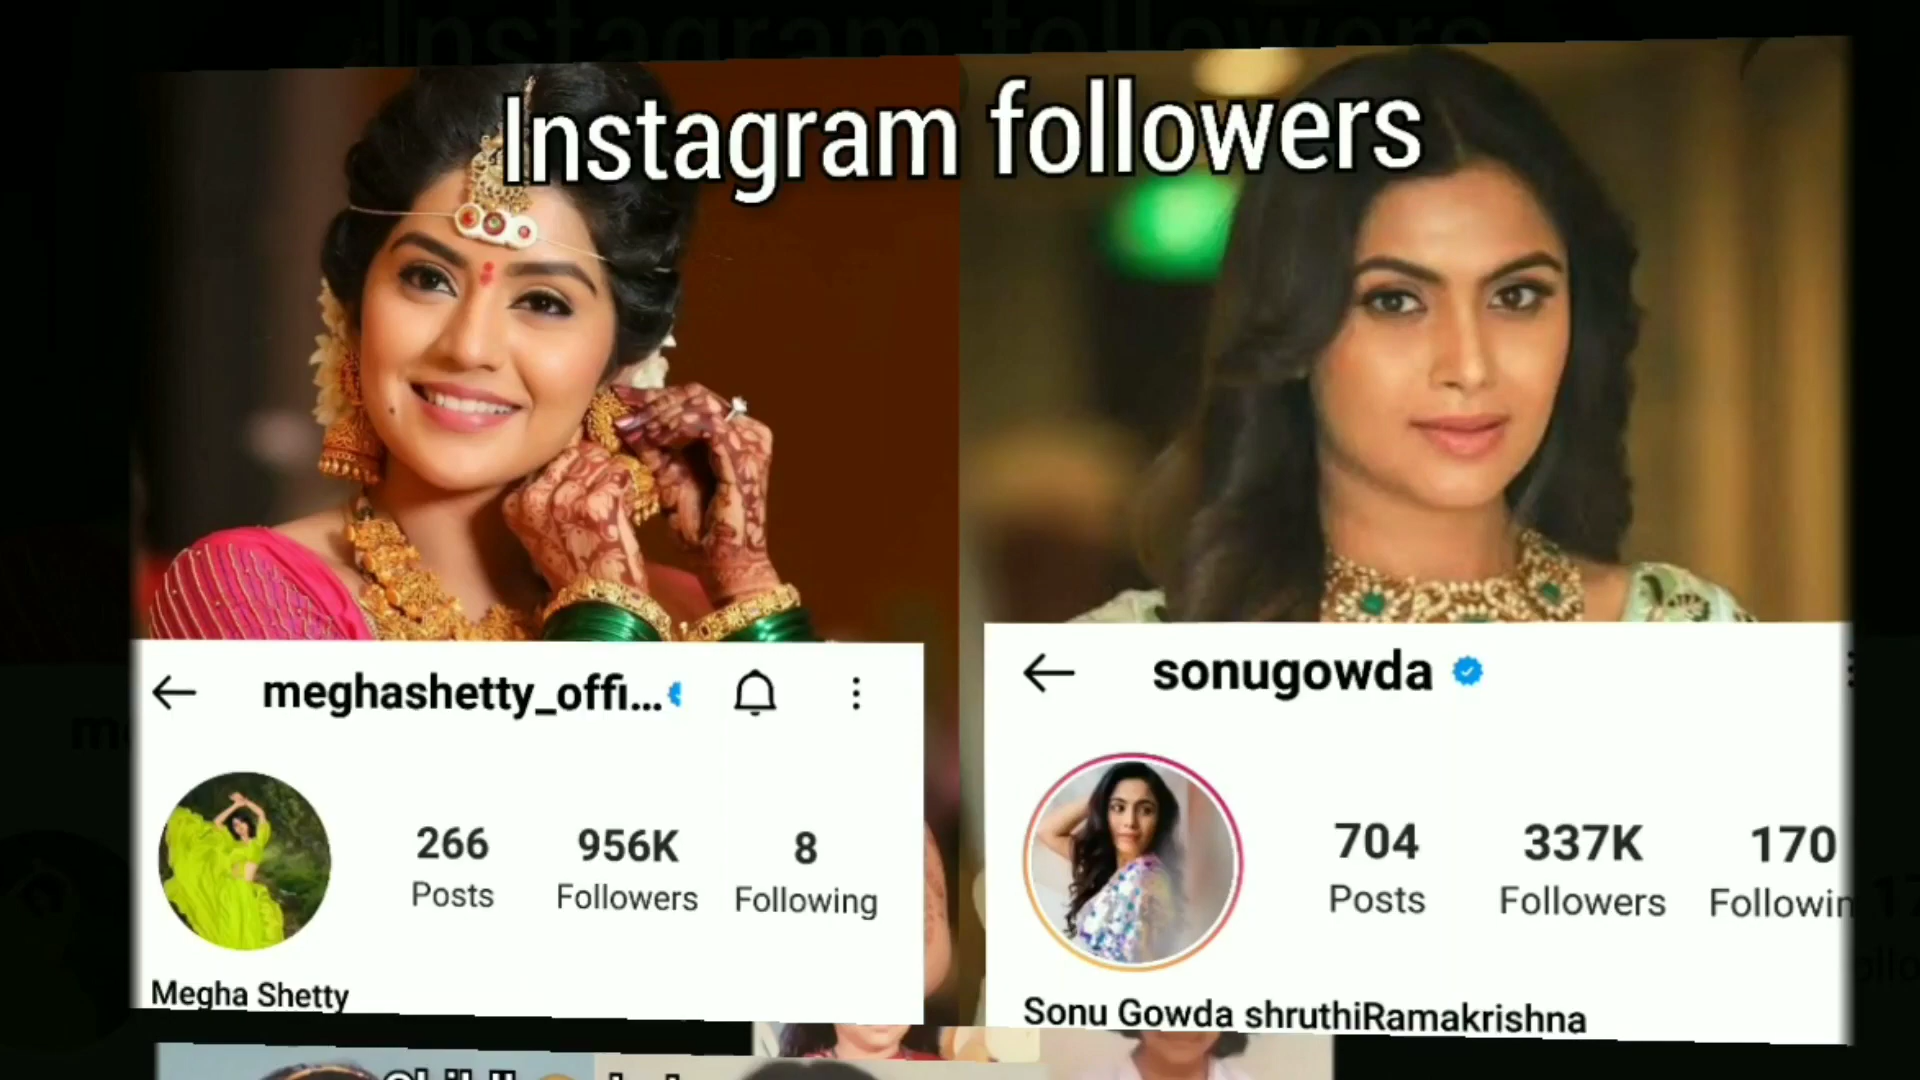 Instagram followers
meghashetty_offi...
266
956K
8
Posts
Followers
Following
Megha Shetty
sonugowda
704
337K
170
Posts
Followers
Followin
Sonu Gowda shruthiRamakrishna